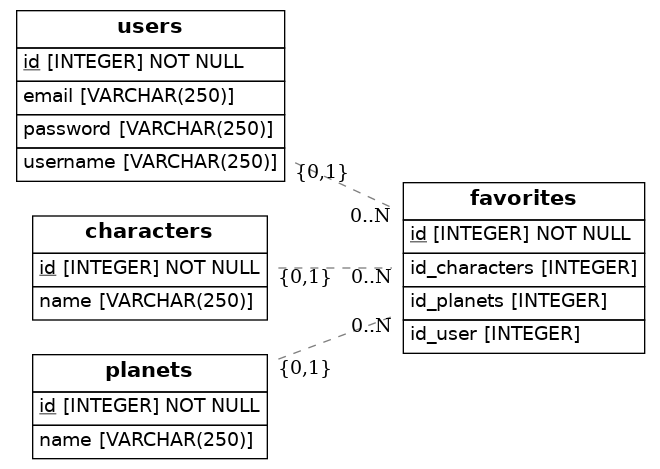 users
id [INTEGER] NOT NULL
email [VARCHAR(250)]
password [VARCHAR(250)]
username [VARCHAR(250)]
{0,1}
0..N
characters
id [INTEGER] NOT NULL
name [VARCHAR(250)]
{0,1}
0..N
planets
id [INTEGER] NOT NULL
name [VARCHAR(250)]
{0,1}
0..N
favorites
id [INTEGER] NOT NULL
id_characters [INTEGER]
id_planets [INTEGER]
id_user [INTEGER]